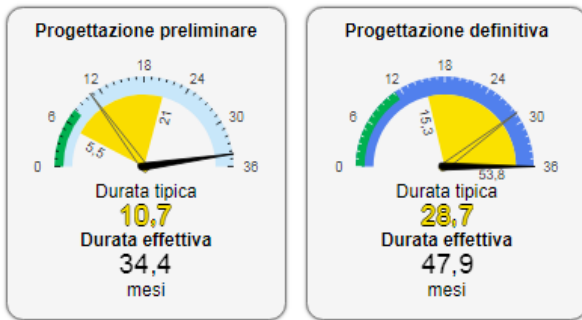 Progettazione preliminare
0
6
12
18
24
30
36
5,5
21
Durata tipica
10,7
Durata effettiva
34,4
mesi
Progettazione definitiva
0
6
12
18
24
30
36
15,3
53,8
Durata tipica
28,7
Durata effettiva
47,9
mesi